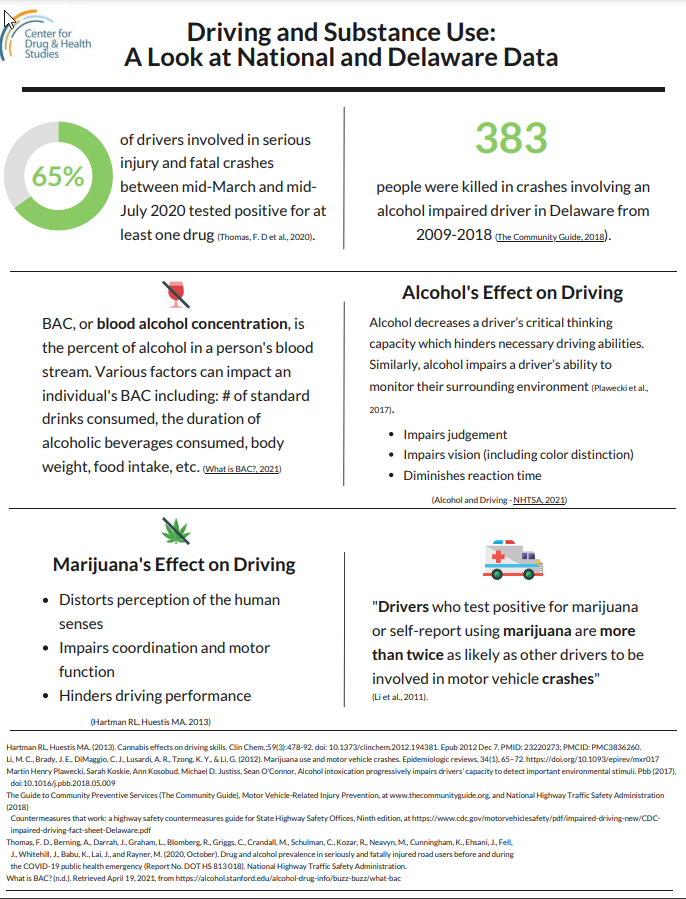 Center for
Drug & Health
Studies
Driving and Substance Use:
A Look at National and Delaware Data
65%
of drivers involved in serious
injury and fatal crashes
between mid-March and mid-
July 2020 tested positive for at
least one drug (Thomas, F. D et al., 2020).
383
people were killed in crashes involving an
alcohol impaired driver in Delaware from
2009-2018 (The Community Guide, 2018).
BAC, or blood alcohol concentration, is
the percent of alcohol in a person's blood
stream. Various factors can impact an
individual's BAC including: # of standard
drinks consumed, the duration of
alcoholic beverages consumed, body
weight, food intake, etc. (What is BAC?, 2021)
Alcohol's Effect on Driving
Alcohol decreases a driver's critical thinking
capacity which hinders necessary driving abilities.
Similarly, alcohol impairs a driver's ability to
monitor their surrounding environment (Plawecki et al.,
2017).
• Impairs judgement
• Impairs vision (including color distinction)
• Diminishes reaction time
(Alcohol and Driving - NHTSA, 2021)
Marijuana's Effect on Driving
• Distorts perception of the human
senses
• Impairs coordination and motor
function
• Hinders driving performance
(Hartman RL, Huestis MA. 2013)
"Drivers who test positive for marijuana
or self-report using marijuana are more
than twice as likely as other drivers to be
involved in motor vehicle crashes"
(Li et al., 2011).
Hartman RL, Huestis MA. (2013). Cannabis effects on driving skills. Clin Chem.;59(3):478-92. doi: 10.1373/clinchem.2012.194381. Epub 2012 Dec 7. PMID: 23220273; PMCID: PMC3836260.
Li, M. C., Brady, J. E., DiMaggio, C. J., Lusardi, A. R., Tzong, K. Y., & Li, G. (2012). Marijuana use and motor vehicle crashes. Epidemiologic reviews, 34(1), 65–72. https://doi.org/10.1093/epirev/mxr017
Martin Henry Plawecki, Sarah Koskie, Ann Kosobud, Michael D. Justiss, Sean O'Connor, Alcohol intoxication progressively impairs drivers' capacity to detect important environmental stimuli. Pbb (2017),
doi:10.1016/j.pbb.2018.05.009
The Guide to Community Preventive Services (The Community Guide), Motor Vehicle-Related Injury Prevention, at www.thecommunityguide.org, and National Highway Traffic Safety Administration
(2018)
Countermeasures that work: a highway safety countermeasures guide for State Highway Safety Offices, Ninth edition, at https://www.cdc.gov/motorvehiclesafety/pdf/impaired-driving-new/CDC-
impaired-driving-fact-sheet-Delaware.pdf
Thomas, F. D., Berning, A., Darrah, J., Graham, L., Blomberg, R., Griggs, C., Crandall, M., Schulman, C., Kozar, R., Neavyn, M., Cunningham, K., Ehsani, J., Fell,
J., Whitehill, J., Babu, K., Lai, J., and Rayner, M. (2020, October). Drug and alcohol prevalence in seriously and fatally injured road users before and during
the COVID-19 public health emergency (Report No. DOT HS 813 018). National Highway Traffic Safety Administration.
What is BAC? (n.d.). Retrieved April 19, 2021, from https://alcohol.stanford.edu/alcohol-drug-info/buzz-buzz/what-bac